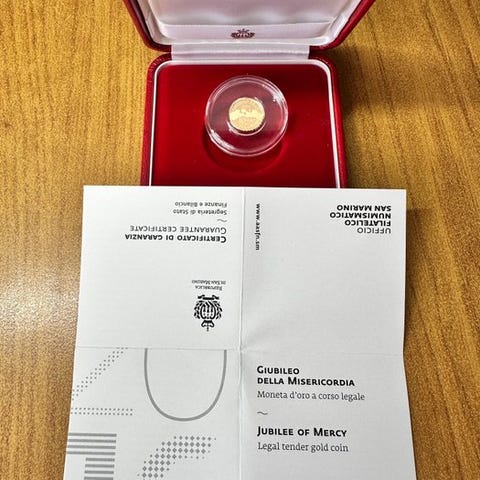 CERTIFICATO DI GARANZIA
GUARANTEE CERTIFICATE
~
Segreteria di Stato
Finanze e Bilancio
REPUBBLICA
DI SAN MARINO
UFFICIO
FILATELICO
NUMISMATICO
SAN MARINO
www.aasfn.sm
GIUBILEO
DELLA MISERICORDIA
Moneta d'oro a corso legale
~
JUBILEE OF MERCY
Legal tender gold coin